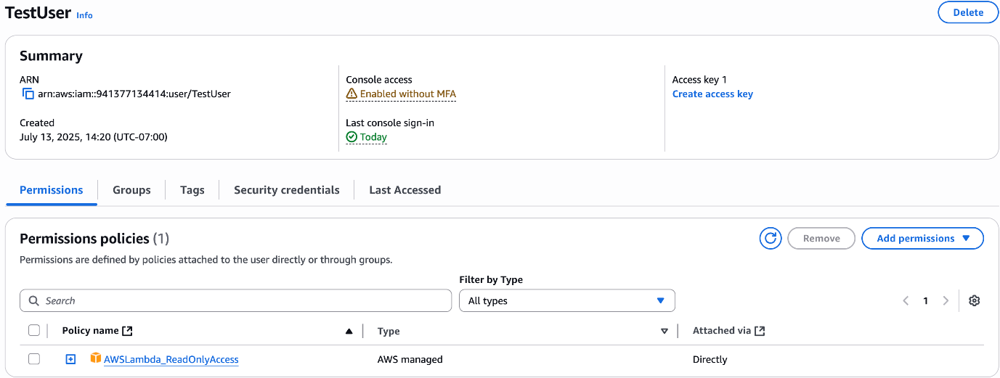 TestUser Info
Delete
Summary
ARN
arn:aws:iam::941377134414:user/TestUser
Created
July 13, 2025, 14:20 (UTC-07:00)
Console access
Enabled without MFA
Last console sign-in
Today
Access key 1
Create access key
Permissions
Groups
Tags
Security credentials
Last Accessed
Permissions policies (1)
Remove
Add permissions
Permissions are defined by policies attached to the user directly or through groups.
Filter by Type
Search
All types
1
Policy name
Type
Attached via
AWSLambda_ReadOnlyAccess
AWS managed
Directly